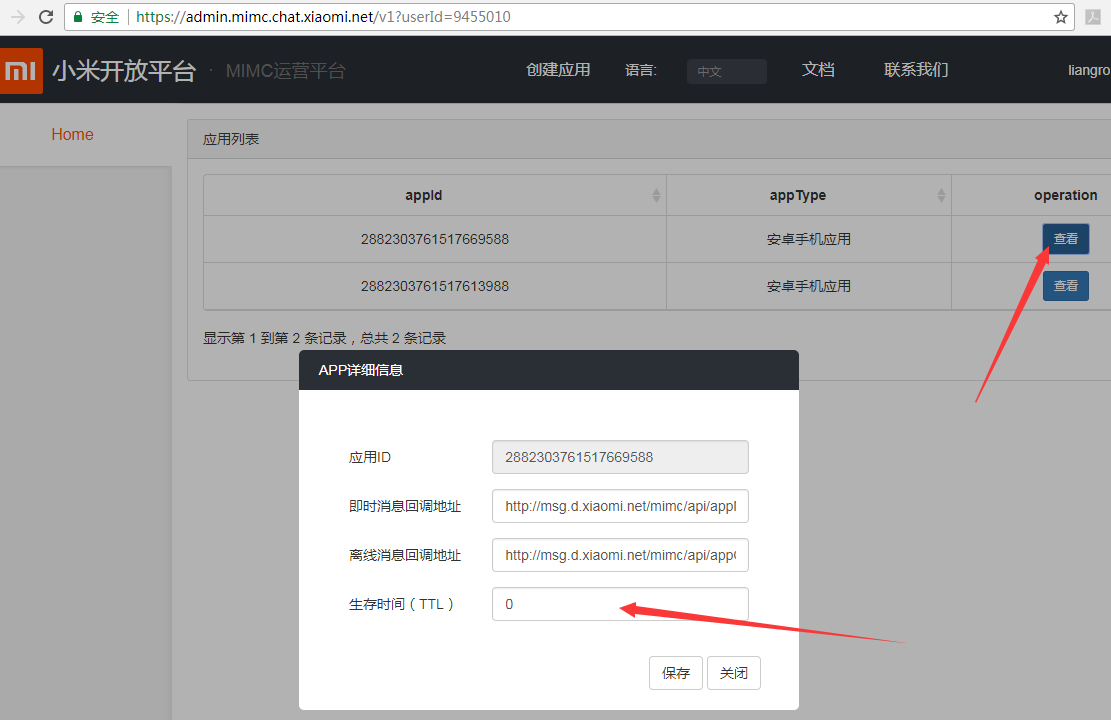 安全 https://admin.mimc.chat.xiaomi.net/v1?userId=9455010
小米开放平台 · MIMC运营平台 创建应用 语言: 中文 文档 联系我们 liangro
Home
应用列表
appId appType operation
2882303761517669588 安卓手机应用 查看
2882303761517613988 安卓手机应用 查看
显示第 1 到第 2 条记录，总共 2 条记录
APP详细信息
应用ID 2882303761517669588
即时消息回调地址 http://msg.d.xiaomi.net/mimc/api/appI
离线消息回调地址 http://msg.d.xiaomi.net/mimc/api/app
生存时间（TTL） 0
保存 关闭